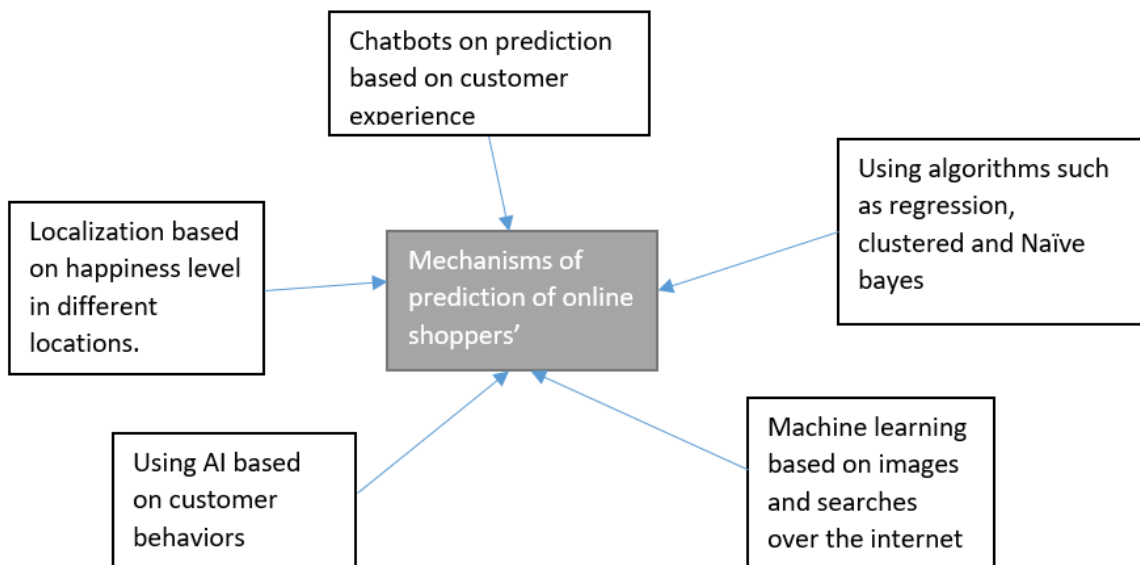 Chatbots on prediction
based on customer
experience
Using algorithms such
as regression,
clustered and Naïve
bayes
Localization based
on happiness level
in different
locations.
Mechanisms of
prediction of online
shoppers’
Machine learning
based on images
and searches
over the internet
Using AI based
on customer
behaviors